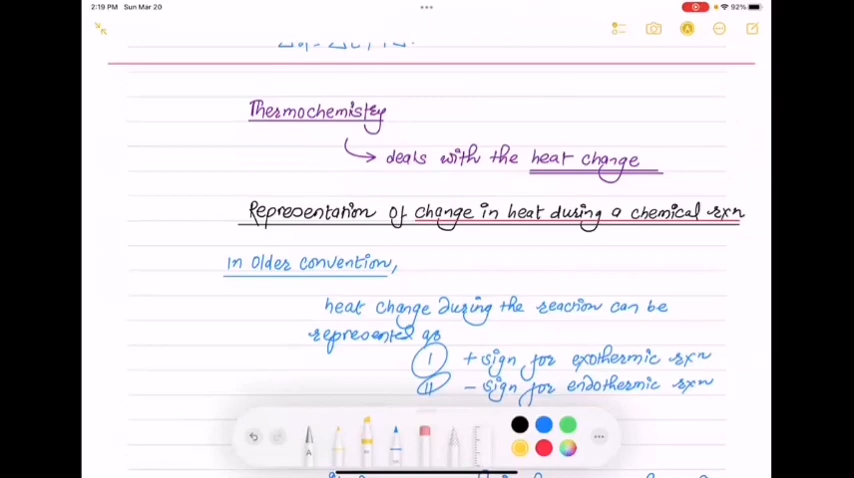 2:19 PM Sun Mar 20
92%
Thermochemistry
deals with the heat change
Representation of change in heat during a chemical rxn
In older convention,
heat change during the reaction can be
represented as
I + sign for exothermic rxn
II - sign for endothermic rxn
A